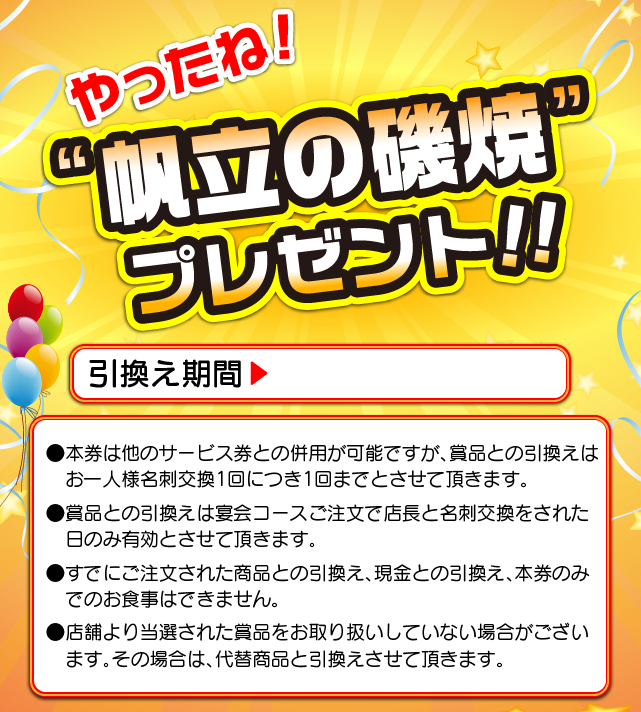 やったね！
“帆立の磯焼”
プレゼント!!
引換え期間▶
●本券は他のサービス券との併用が可能ですが、賞品との引換えは
お一人様名刺交換1回につき1回までとさせて頂きます。
●賞品との引換えは宴会コースご注文で店長と名刺交換をされた
日のみ有効とさせて頂きます。
●すでにご注文された商品との引換え、現金との引換え、本券のみ
でのお食事はできません。
●店舗より当選された賞品をお取り扱いしていない場合がござい
ます。その場合は、代替商品と引換えさせて頂きます。